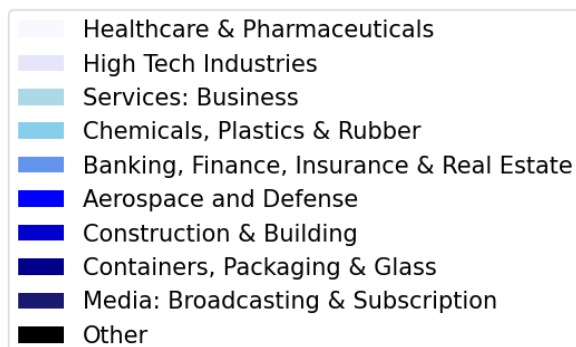 Healthcare & Pharmaceuticals
High Tech Industries
Services: Business
Chemicals, Plastics & Rubber
Banking, Finance, Insurance & Real Estate
Aerospace and Defense
Construction & Building
Containers, Packaging & Glass
Media: Broadcasting & Subscription
Other